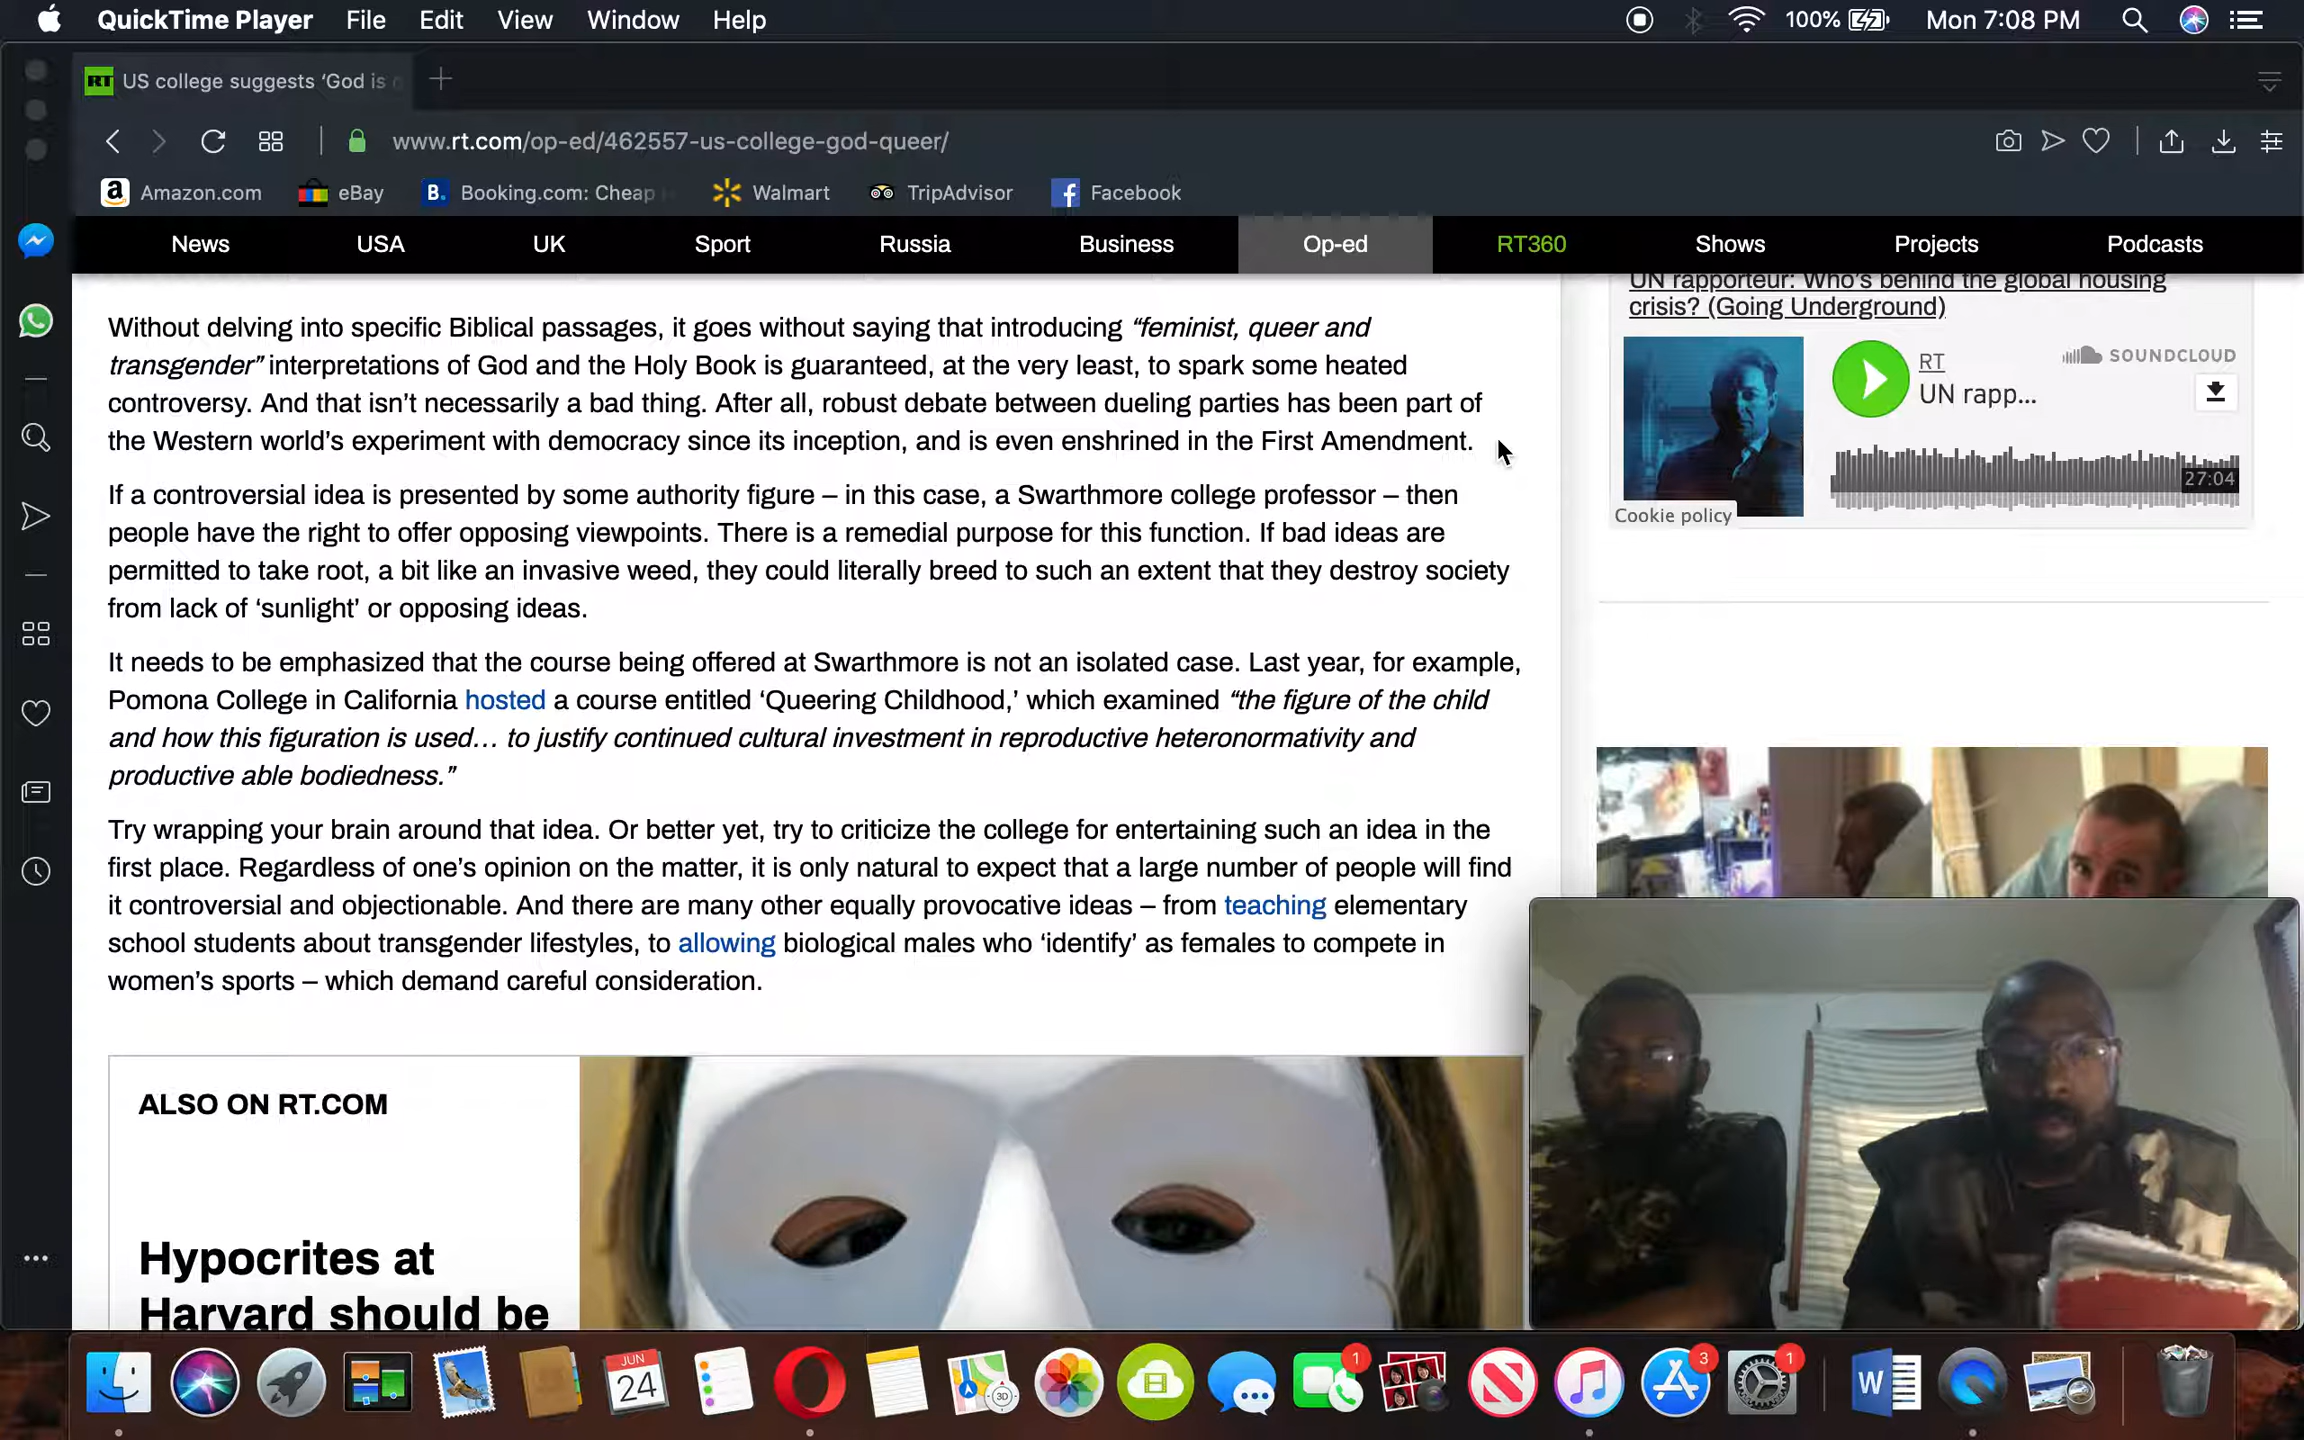 QuickTime Player File Edit View Window Help 100% Mon 7:08 PM
RT US college suggests ‘God is
www.rt.com/op-ed/462557-us-college-god-queer/
a Amazon.com eBay B. Booking.com: Cheap Walmart TripAdvisor f Facebook
News USA UK Sport Russia Business Op-ed RT360 Shows Projects Podcasts
Without delving into specific Biblical passages, it goes without saying that introducing “feminist, queer and
transgender” interpretations of God and the Holy Book is guaranteed, at the very least, to spark some heated
controversy. And that isn’t necessarily a bad thing. After all, robust debate between dueling parties has been part of
the Western world’s experiment with democracy since its inception, and is even enshrined in the First Amendment.
If a controversial idea is presented by some authority figure – in this case, a Swarthmore college professor – then
people have the right to offer opposing viewpoints. There is a remedial purpose for this function. If bad ideas are
permitted to take root, a bit like an invasive weed, they could literally breed to such an extent that they destroy society
from lack of ‘sunlight’ or opposing ideas.
It needs to be emphasized that the course being offered at Swarthmore is not an isolated case. Last year, for example,
Pomona College in California hosted a course entitled ‘Queering Childhood,’ which examined “the figure of the child
and how this figuration is used… to justify continued cultural investment in reproductive heteronormativity and
productive able bodiedness.”
Try wrapping your brain around that idea. Or better yet, try to criticize the college for entertaining such an idea in the
first place. Regardless of one’s opinion on the matter, it is only natural to expect that a large number of people will find
it controversial and objectionable. And there are many other equally provocative ideas – from teaching elementary
school students about transgender lifestyles, to allowing biological males who ‘identify’ as females to compete in
women’s sports – which demand careful consideration.
ALSO ON RT.COM
Hypocrites at
Harvard should be
UN rapporteur: Who’s behind the global housing
crisis? (Going Underground)
RT
SOUNDCLOUD
UN rapp...
27:04
Cookie policy
JUN
24
3D
1
3
1
W